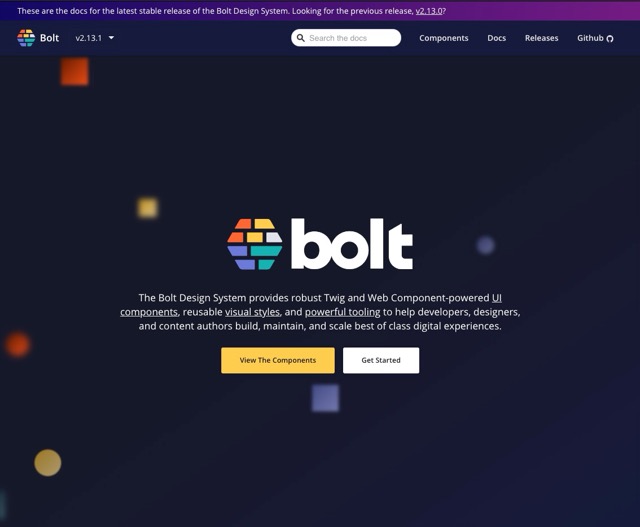 These are the docs for the latest stable release of the Bolt Design System. Looking for the previous release, v2.13.0?
Bolt v2.13.1 Search the docs Components Docs Releases Github
bolt
The Bolt Design System provides robust Twig and Web Component-powered UI
components, reusable visual styles, and powerful tooling to help developers, designers,
and content authors build, maintain, and scale best of class digital experiences.
View The Components Get Started